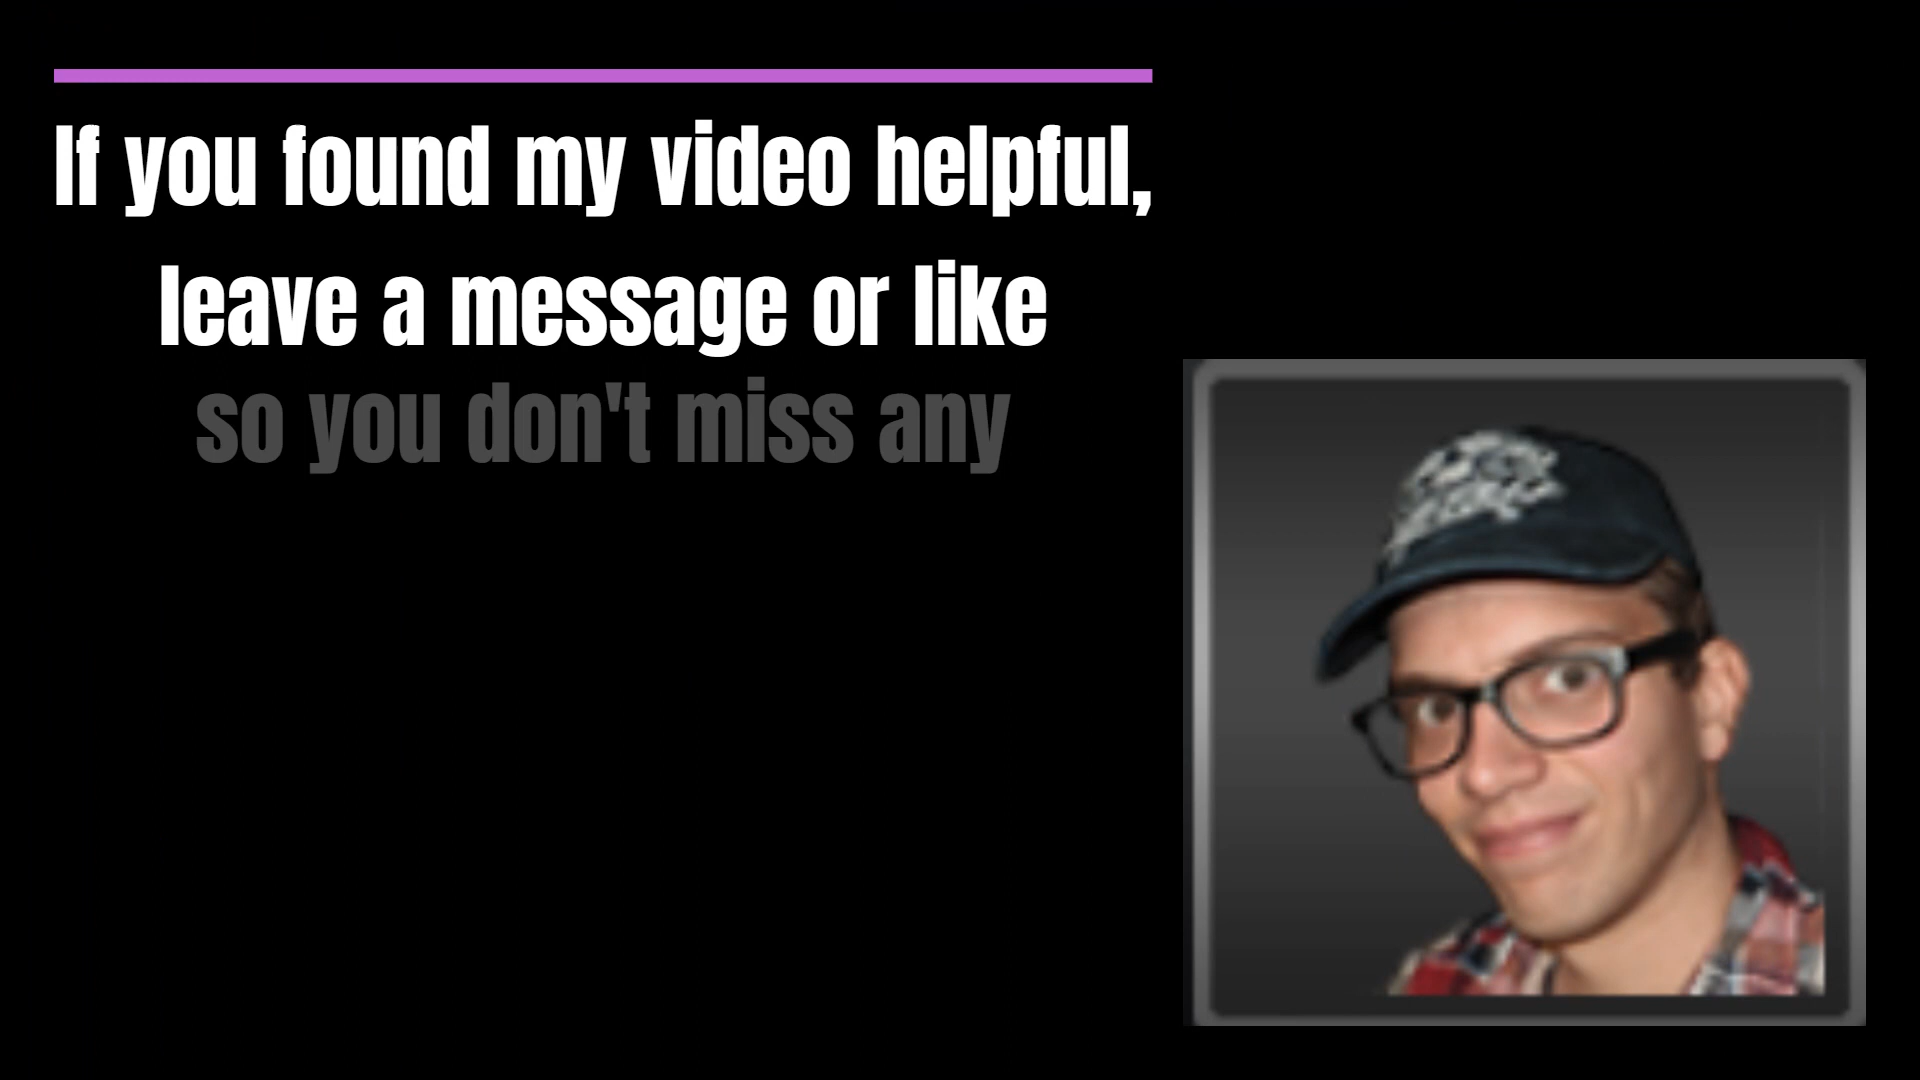 If you found my video helpful,
leave a message or like
so you don't miss any